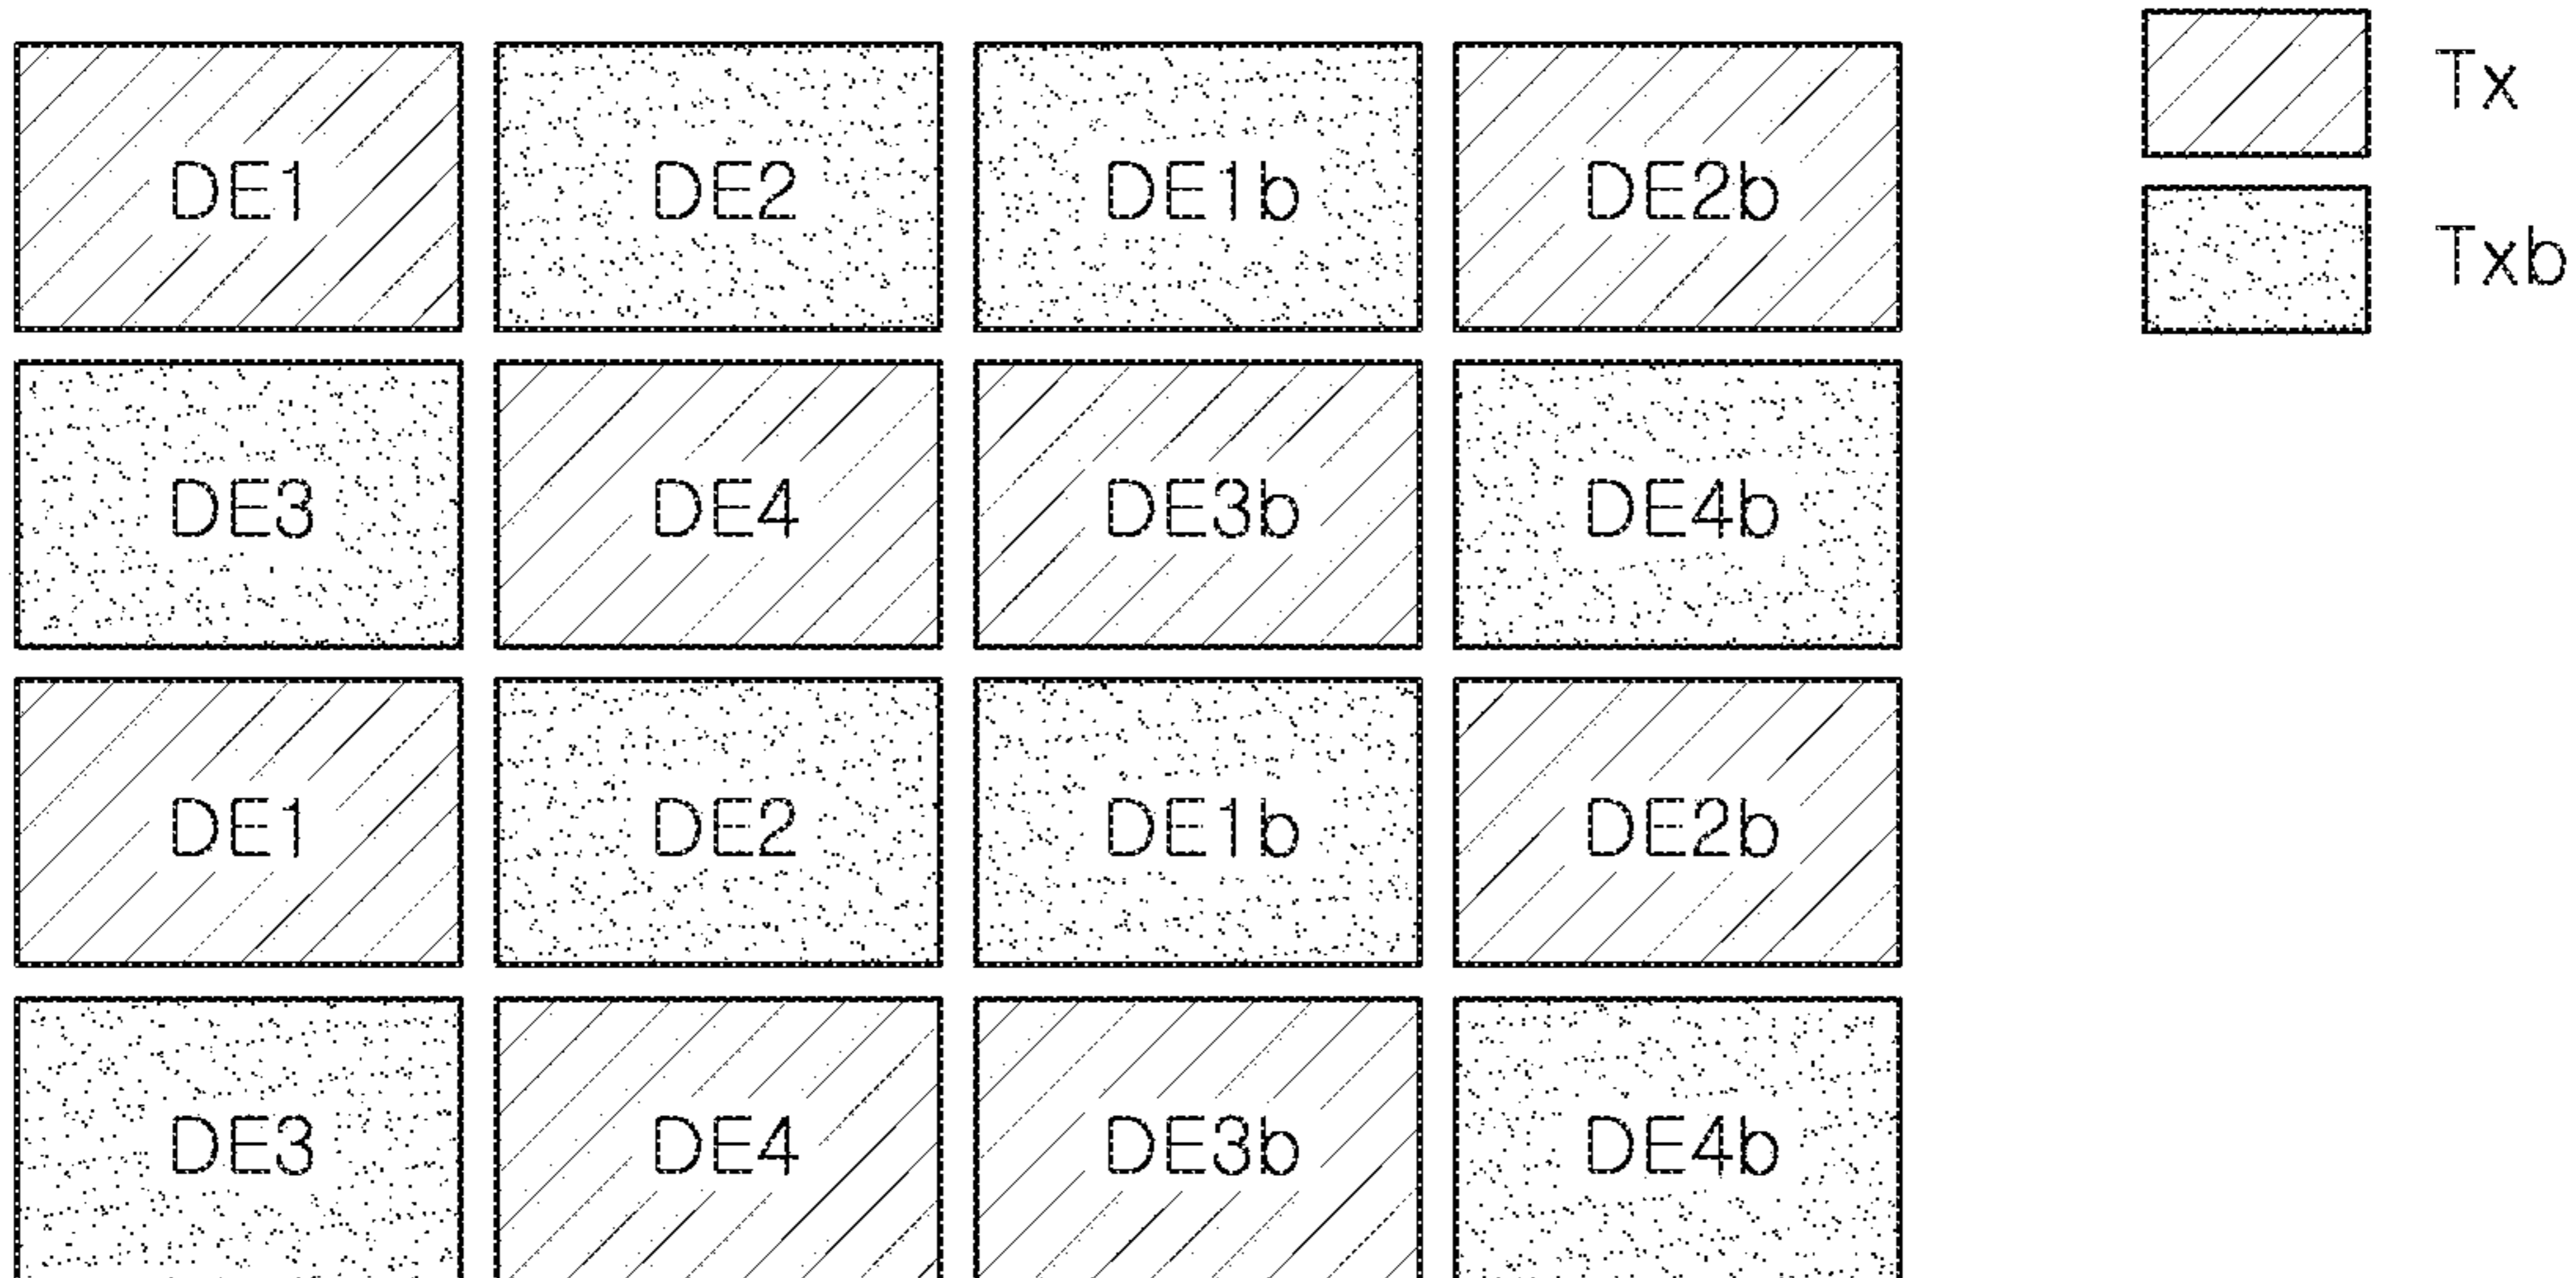 DE1 DE2 DE1b DE2b Tx
Txb
DE3 DE4 DE3b DE4b
DE1 DE2 DE1b DE2b
DE3 DE4 DE3b DE4b